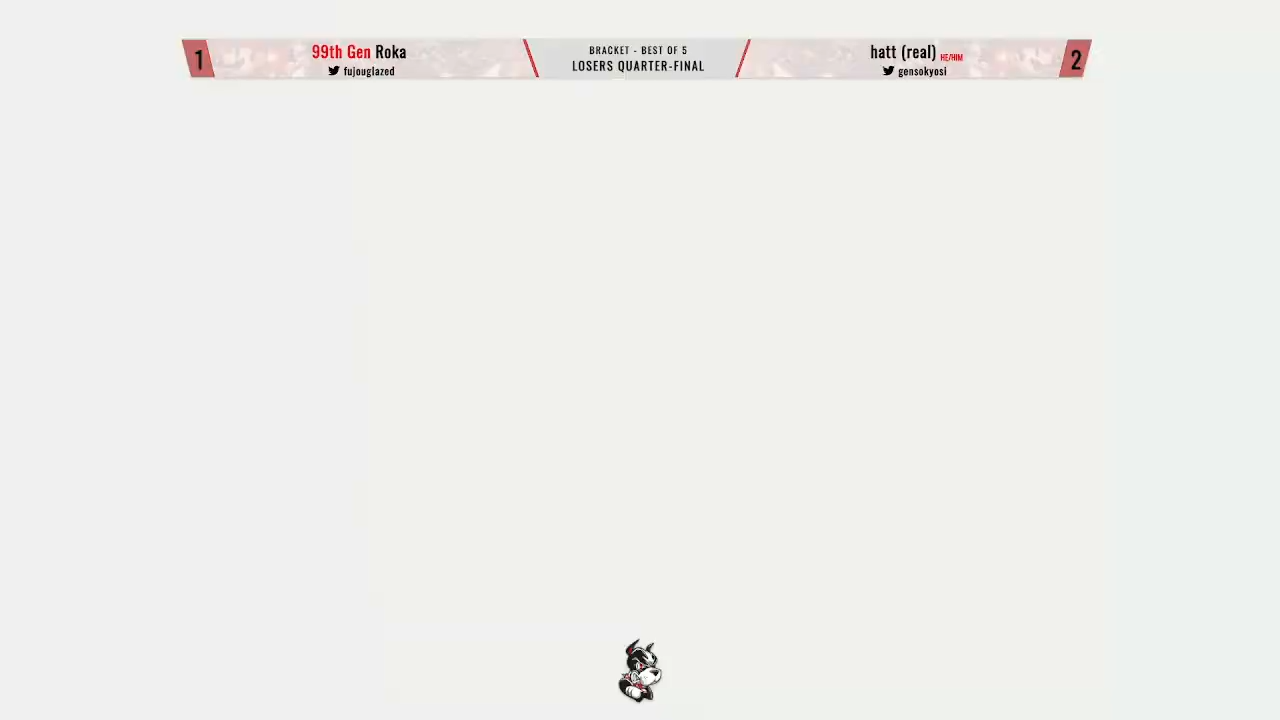 1
99th Gen Roka
fujouglazed
BRACKET - BEST OF 5
LOSERS QUARTER-FINAL
hatt (real) HE/HIM
gensokyosi
2